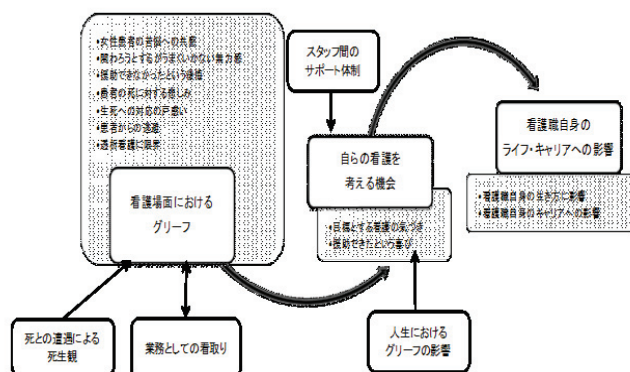 •女性患者の苦悩への共感
•関わろうとするがうまくいかない無力感
•援助できなかったという後悔
•患者の死に対する悲しみ
•生死への対応の戸惑い
•患者からの逃避
•透析看護に限界
看護場面における
グリーフ
死との遭遇による
死生観
業務としての看取り
スタッフ間の
サポート体制
自らの看護を
考える機会
•目標とする看護の気づき
•援助できたという喜び
人生における
グリーフの影響
看護職自身の
ライフ・キャリアへの影響
•看護職自身の生き方に影響
•看護職自身のキャリアへの影響